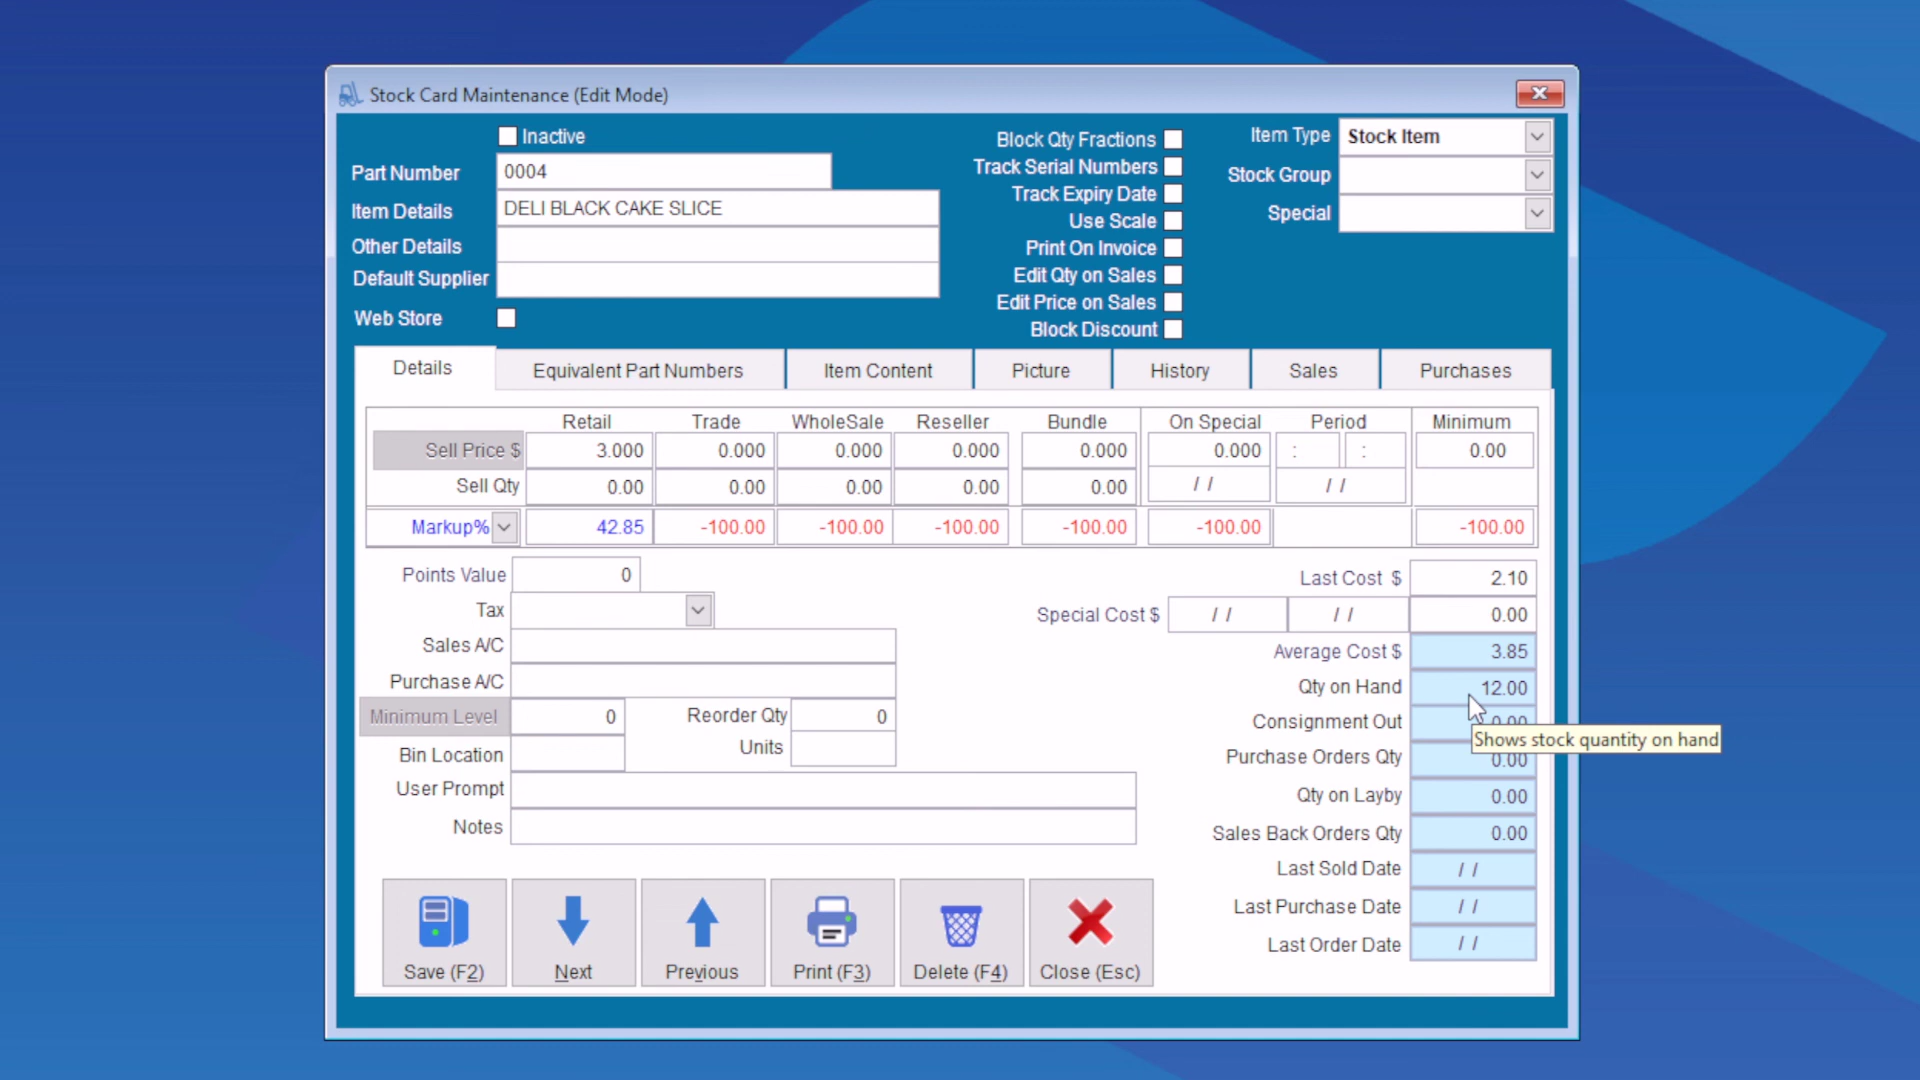 Stock Card Maintenance (Edit Mode)
Inactive
Part Number 0004
Item Details DELI BLACK CAKE SLICE
Other Details
Default Supplier
Web Store
Block Qty Fractions
Track Serial Numbers
Track Expiry Date
Use Scale
Print On Invoice
Edit Qty on Sales
Edit Price on Sales
Block Discount
Item Type Stock Item
Stock Group
Special
Details Equivalent Part Numbers Item Content Picture History Sales Purchases
Retail Trade WholeSale Reseller Bundle On Special Period Minimum
Sell Price $ 3.000 0.000 0.000 0.000 0.000 0.000 : : 0.00
Sell Qty 0.00 0.00 0.00 0.00 0.00 / / / /
Markup% 42.85 -100.00 -100.00 -100.00 -100.00 -100.00 -100.00
Points Value 0
Tax
Sales A/C
Purchase A/C
Minimum Level 0 Reorder Qty 0
Bin Location Units
User Prompt
Notes
Last Cost $ 2.10
Special Cost $ / / / / 0.00
Average Cost $ 3.85
Qty on Hand 12.00
Consignment Out 0.00
Shows stock quantity on hand
Purchase Orders Qty 0.00
Qty on Layby 0.00
Sales Back Orders Qty 0.00
Last Sold Date / /
Last Purchase Date / /
Last Order Date / /
Save (F2) Next Previous Print (F3) Delete (F4) Close (Esc)